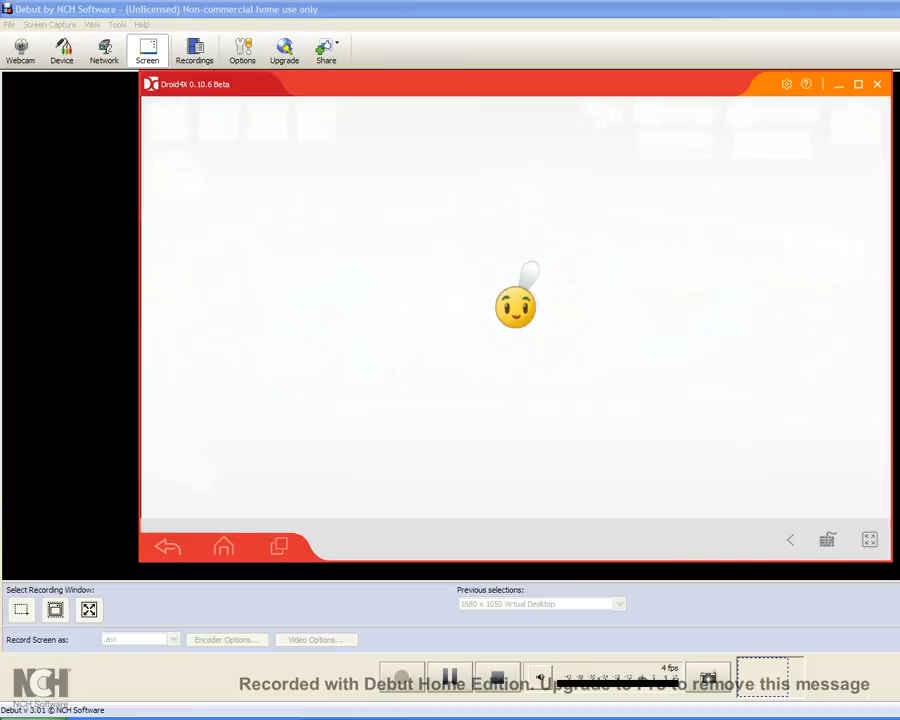 Debut by NCH Software - (Unlicensed) Non-commercial home use only
File Screen Capture View Tools Help
Webcam Device Network Screen Recordings Options Upgrade Share
Droid4X 0.10.6 Beta
Select Recording Window:
Previous selections:
1680 x 1050 Virtual Desktop
Record Screen as: .avi Encoder Options... Video Options...
4 fps
NCH
Recorded with Debut Home Edition. Upgrade to Pro to remove this message
NCH Software
Debut v 3.01 © NCH Software